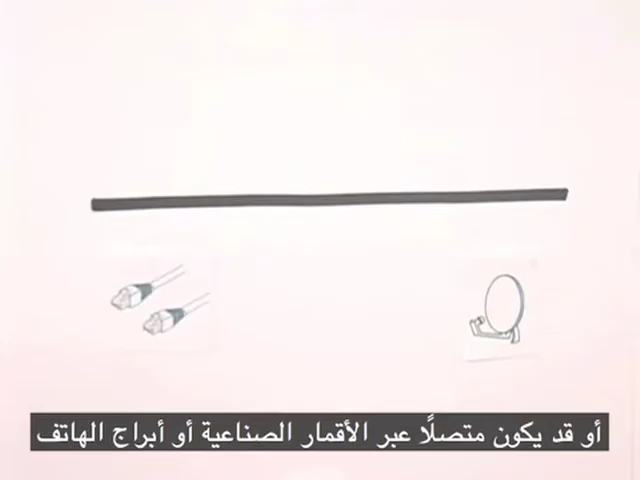 أو قد يكون متصلًا عبر الأقمار الصناعية أو أبراج الهاتف